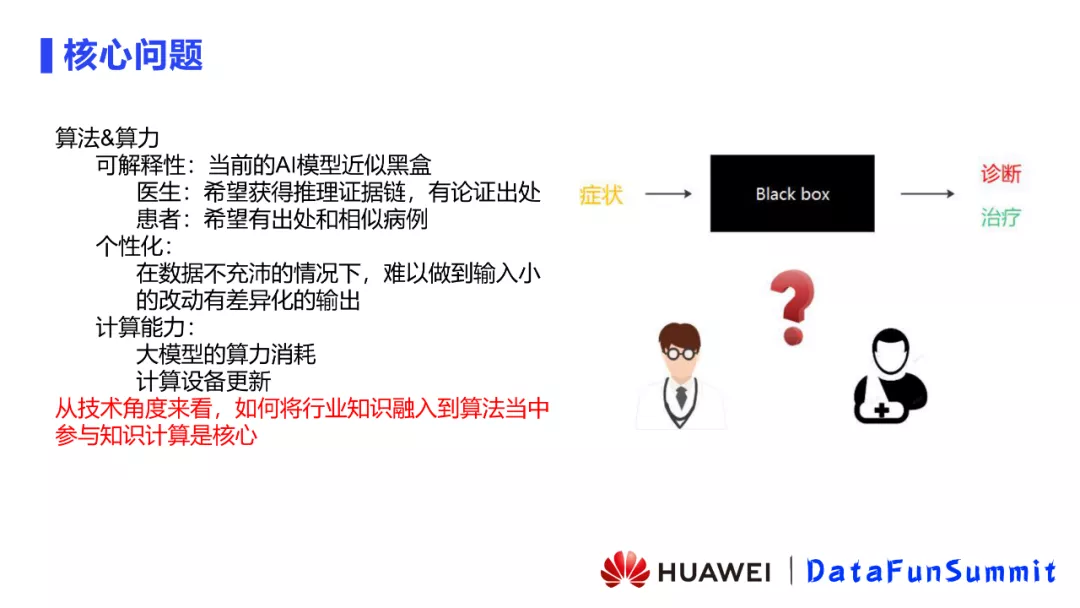 核心问题
算法&算力
可解释性：当前的AI模型近似黑盒
医生：希望获得推理证据链，有论证出处
患者：希望有出处和相似病例
个性化：
在数据不充沛的情况下，难以做到输入小
的改动有差异化的输出
计算能力：
大模型的算力消耗
计算设备更新
从技术角度来看，如何将行业知识融入到算法当中
参与知识计算是核心
症状
Black box
诊断
治疗
HUAWEI | DataFunSummit